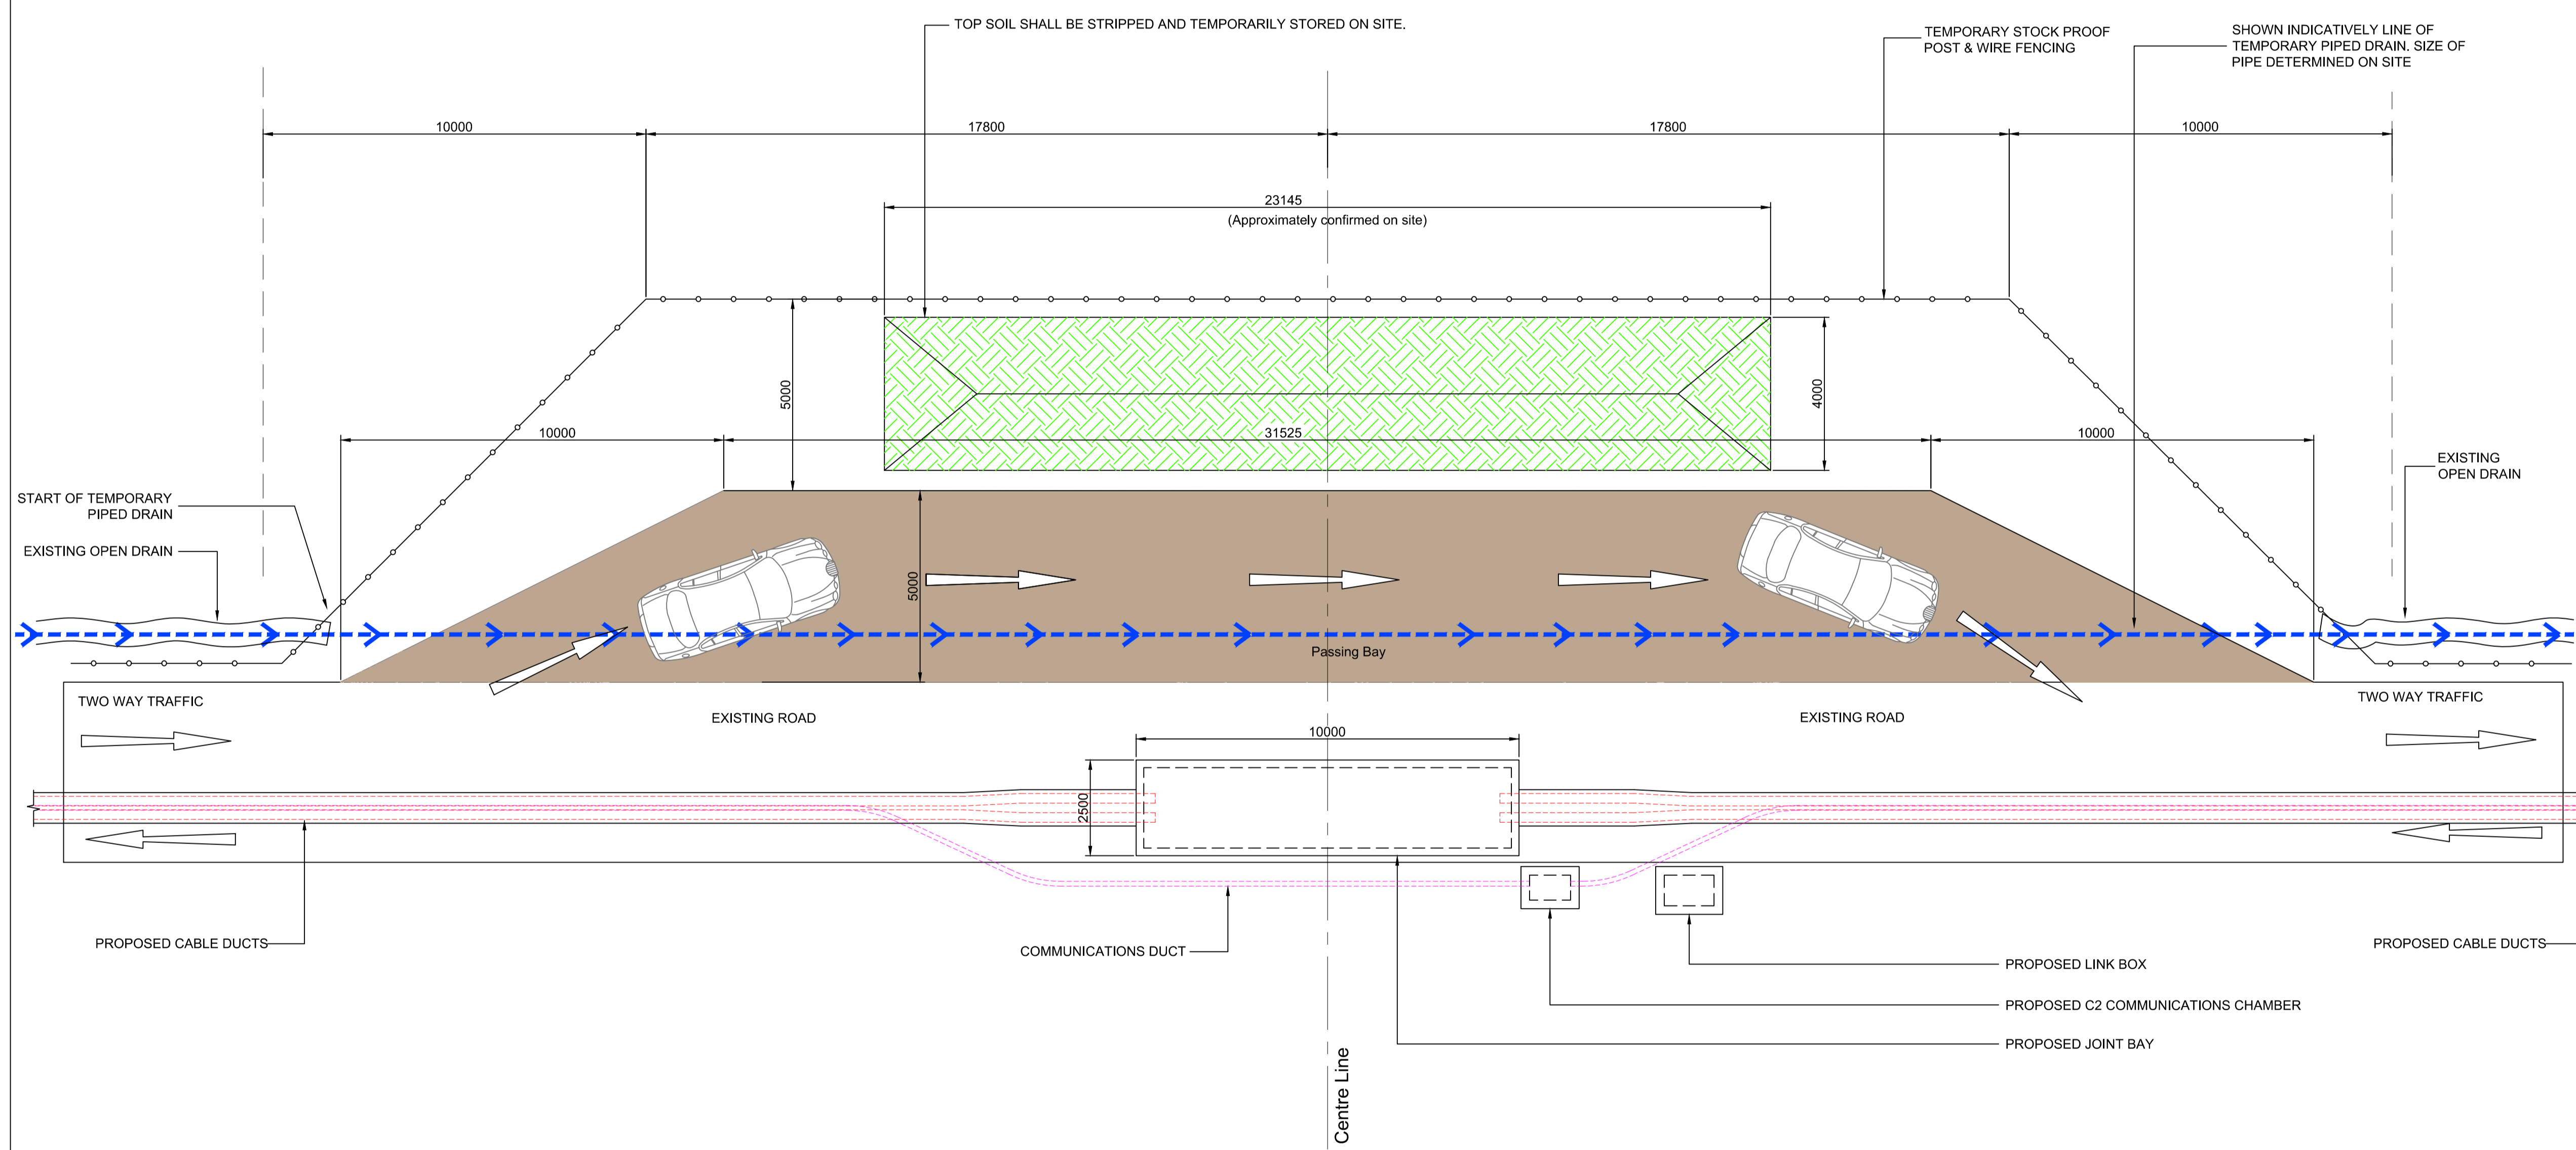 TOP SOIL SHALL BE STRIPPED AND TEMPORARILY STORED ON SITE.
TEMPORARY STOCK PROOF
POST & WIRE FENCING
SHOWN INDICATIVELY LINE OF
TEMPORARY PIPED DRAIN. SIZE OF
PIPE DETERMINED ON SITE
10000
17800
17800
10000
23145
(Approximately confirmed on site)
5000
4000
10000
31525
10000
EXISTING
OPEN DRAIN
START OF TEMPORARY
PIPED DRAIN
EXISTING OPEN DRAIN
5000
Passing Bay
TWO WAY TRAFFIC
TWO WAY TRAFFIC
EXISTING ROAD
EXISTING ROAD
10000
2500
PROPOSED CABLE DUCTS
COMMUNICATIONS DUCT
PROPOSED CABLE DUCTS
PROPOSED LINK BOX
PROPOSED C2 COMMUNICATIONS CHAMBER
PROPOSED JOINT BAY
Centre Line